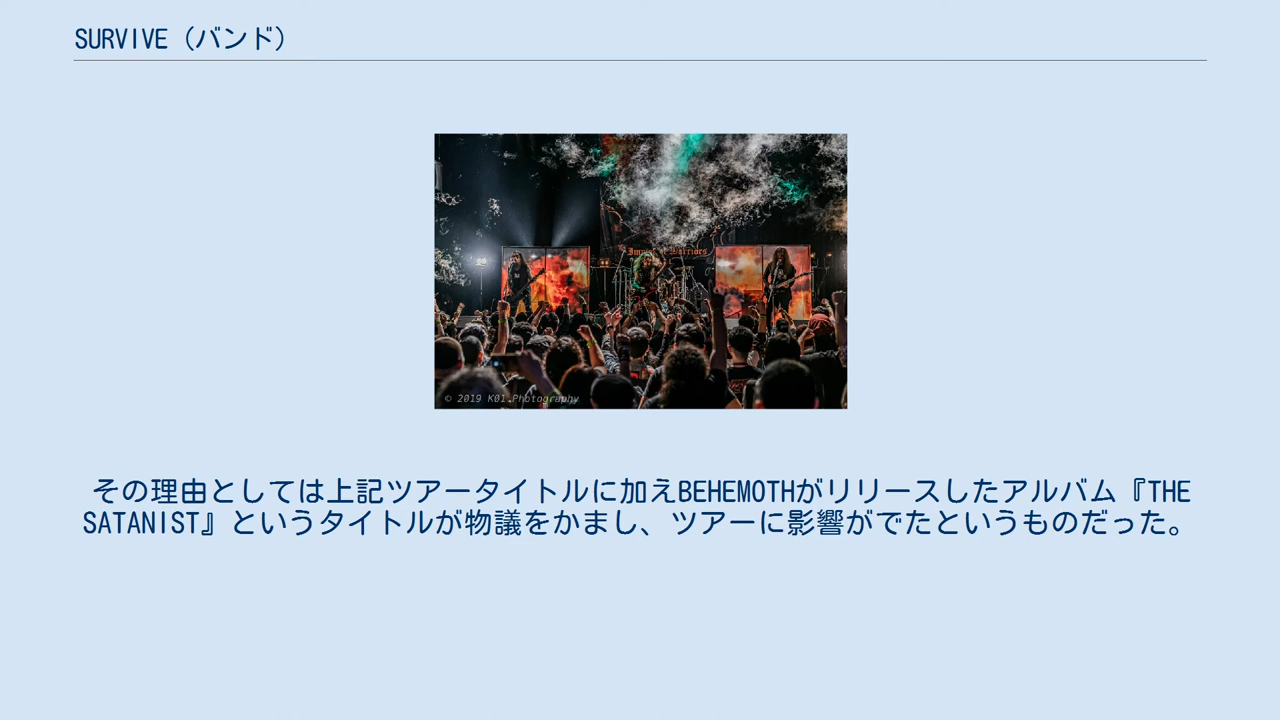 SURVIVE（バンド）
© 2019 K01.Photography
その理由としては上記ツアータイトルに加えBEHEMOTHがリリースしたアルバム『THE
SATANIST』というタイトルが物議をかまし、ツアーに影響がでたというものだった。